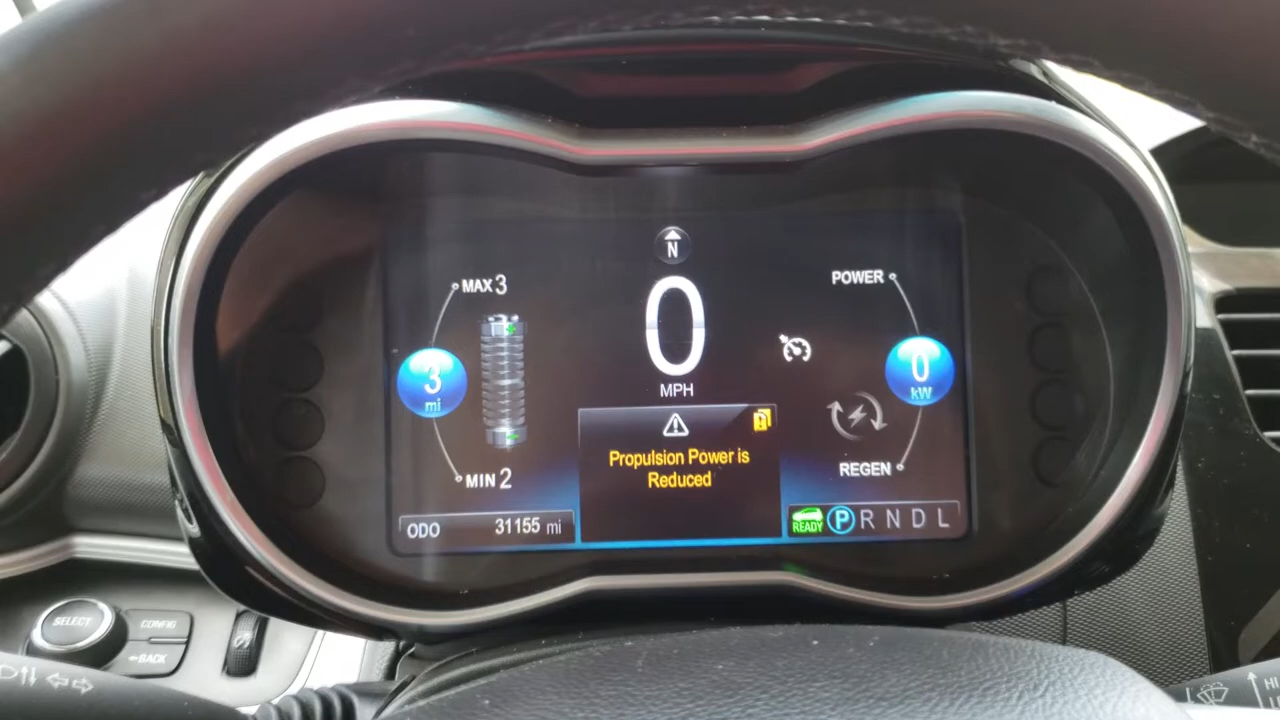 N
MAX 3
POWER
3
mi
0
MPH
0
kW
Propulsion Power is
Reduced
MIN 2
REGEN
ODO 31155 mi
READY P R N D L
SELECT
CONFIG
BACK
HI